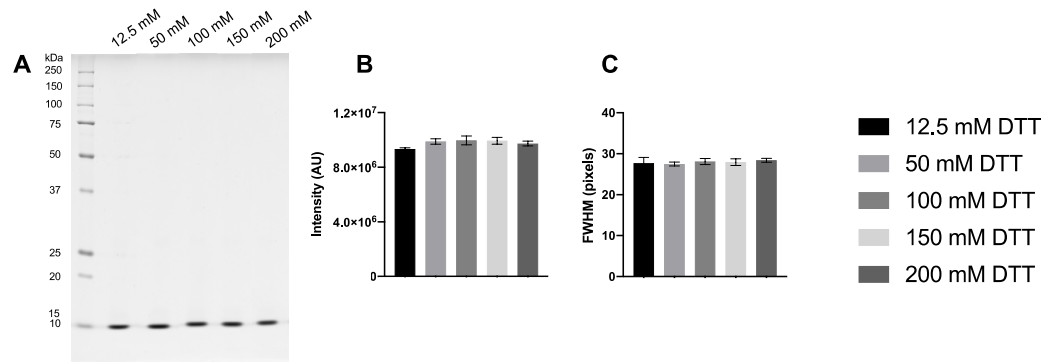 12.5 mM
50 mM
100 mM
150 mM
200 mM
A
kDa
250
150
100
75
50
37
25
20
15
10
B
1.2×10⁷
8.0×10⁶
4.0×10⁶
0
Intensity (AU)
C
40
30
20
10
0
FWHM (pixels)
12.5 mM DTT
50 mM DTT
100 mM DTT
150 mM DTT
200 mM DTT